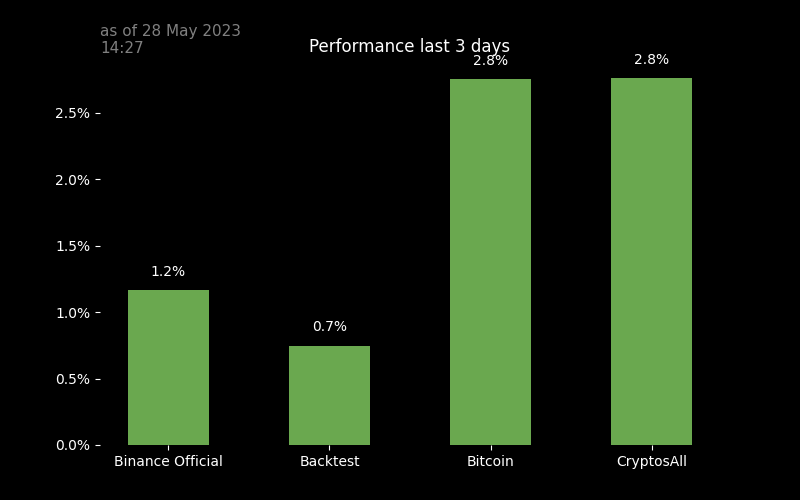 as of 28 May 2023
14:27
Performance last 3 days
2.8%
2.8%
2.5%
2.0%
1.5%
1.2%
1.0%
0.7%
0.5%
0.0%
Binance Official
Backtest
Bitcoin
CryptosAll